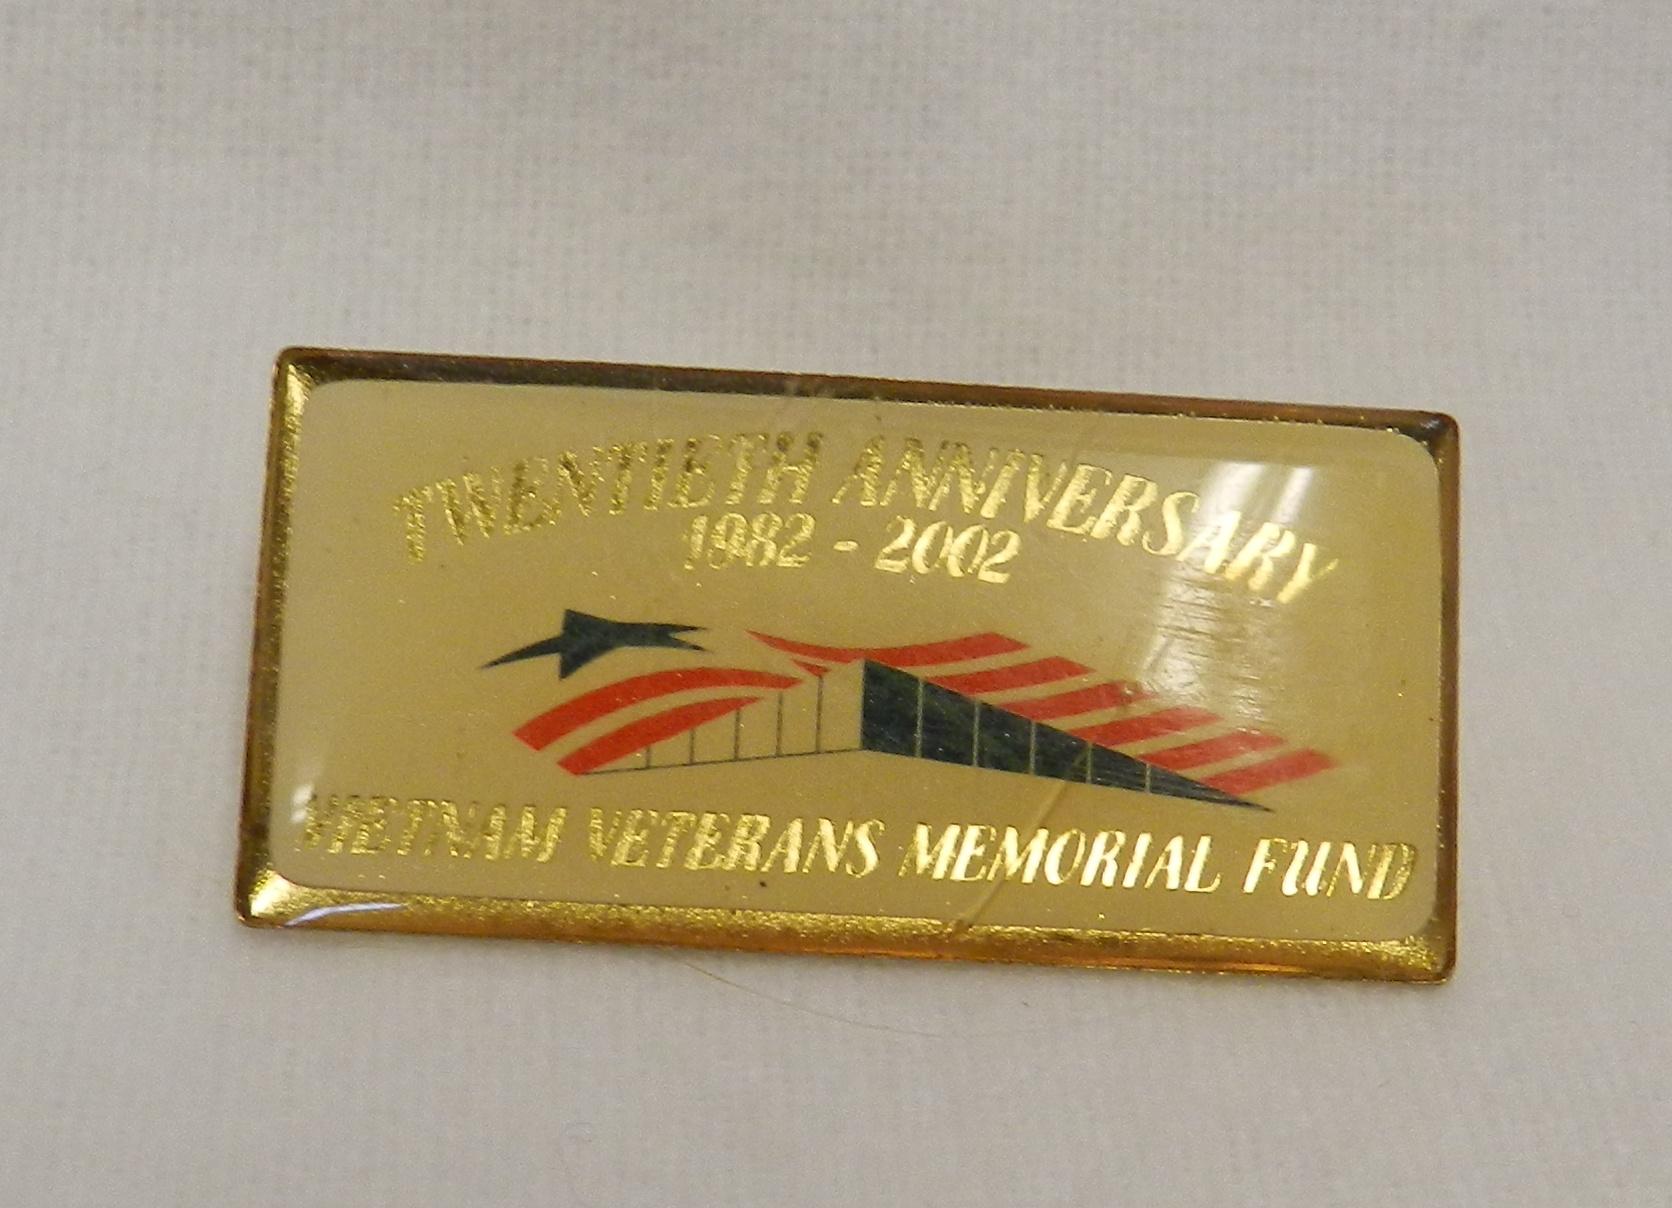 TWENTIETH ANNIVERSARY
1982 - 2002
VIETNAM VETERANS MEMORIAL FUND